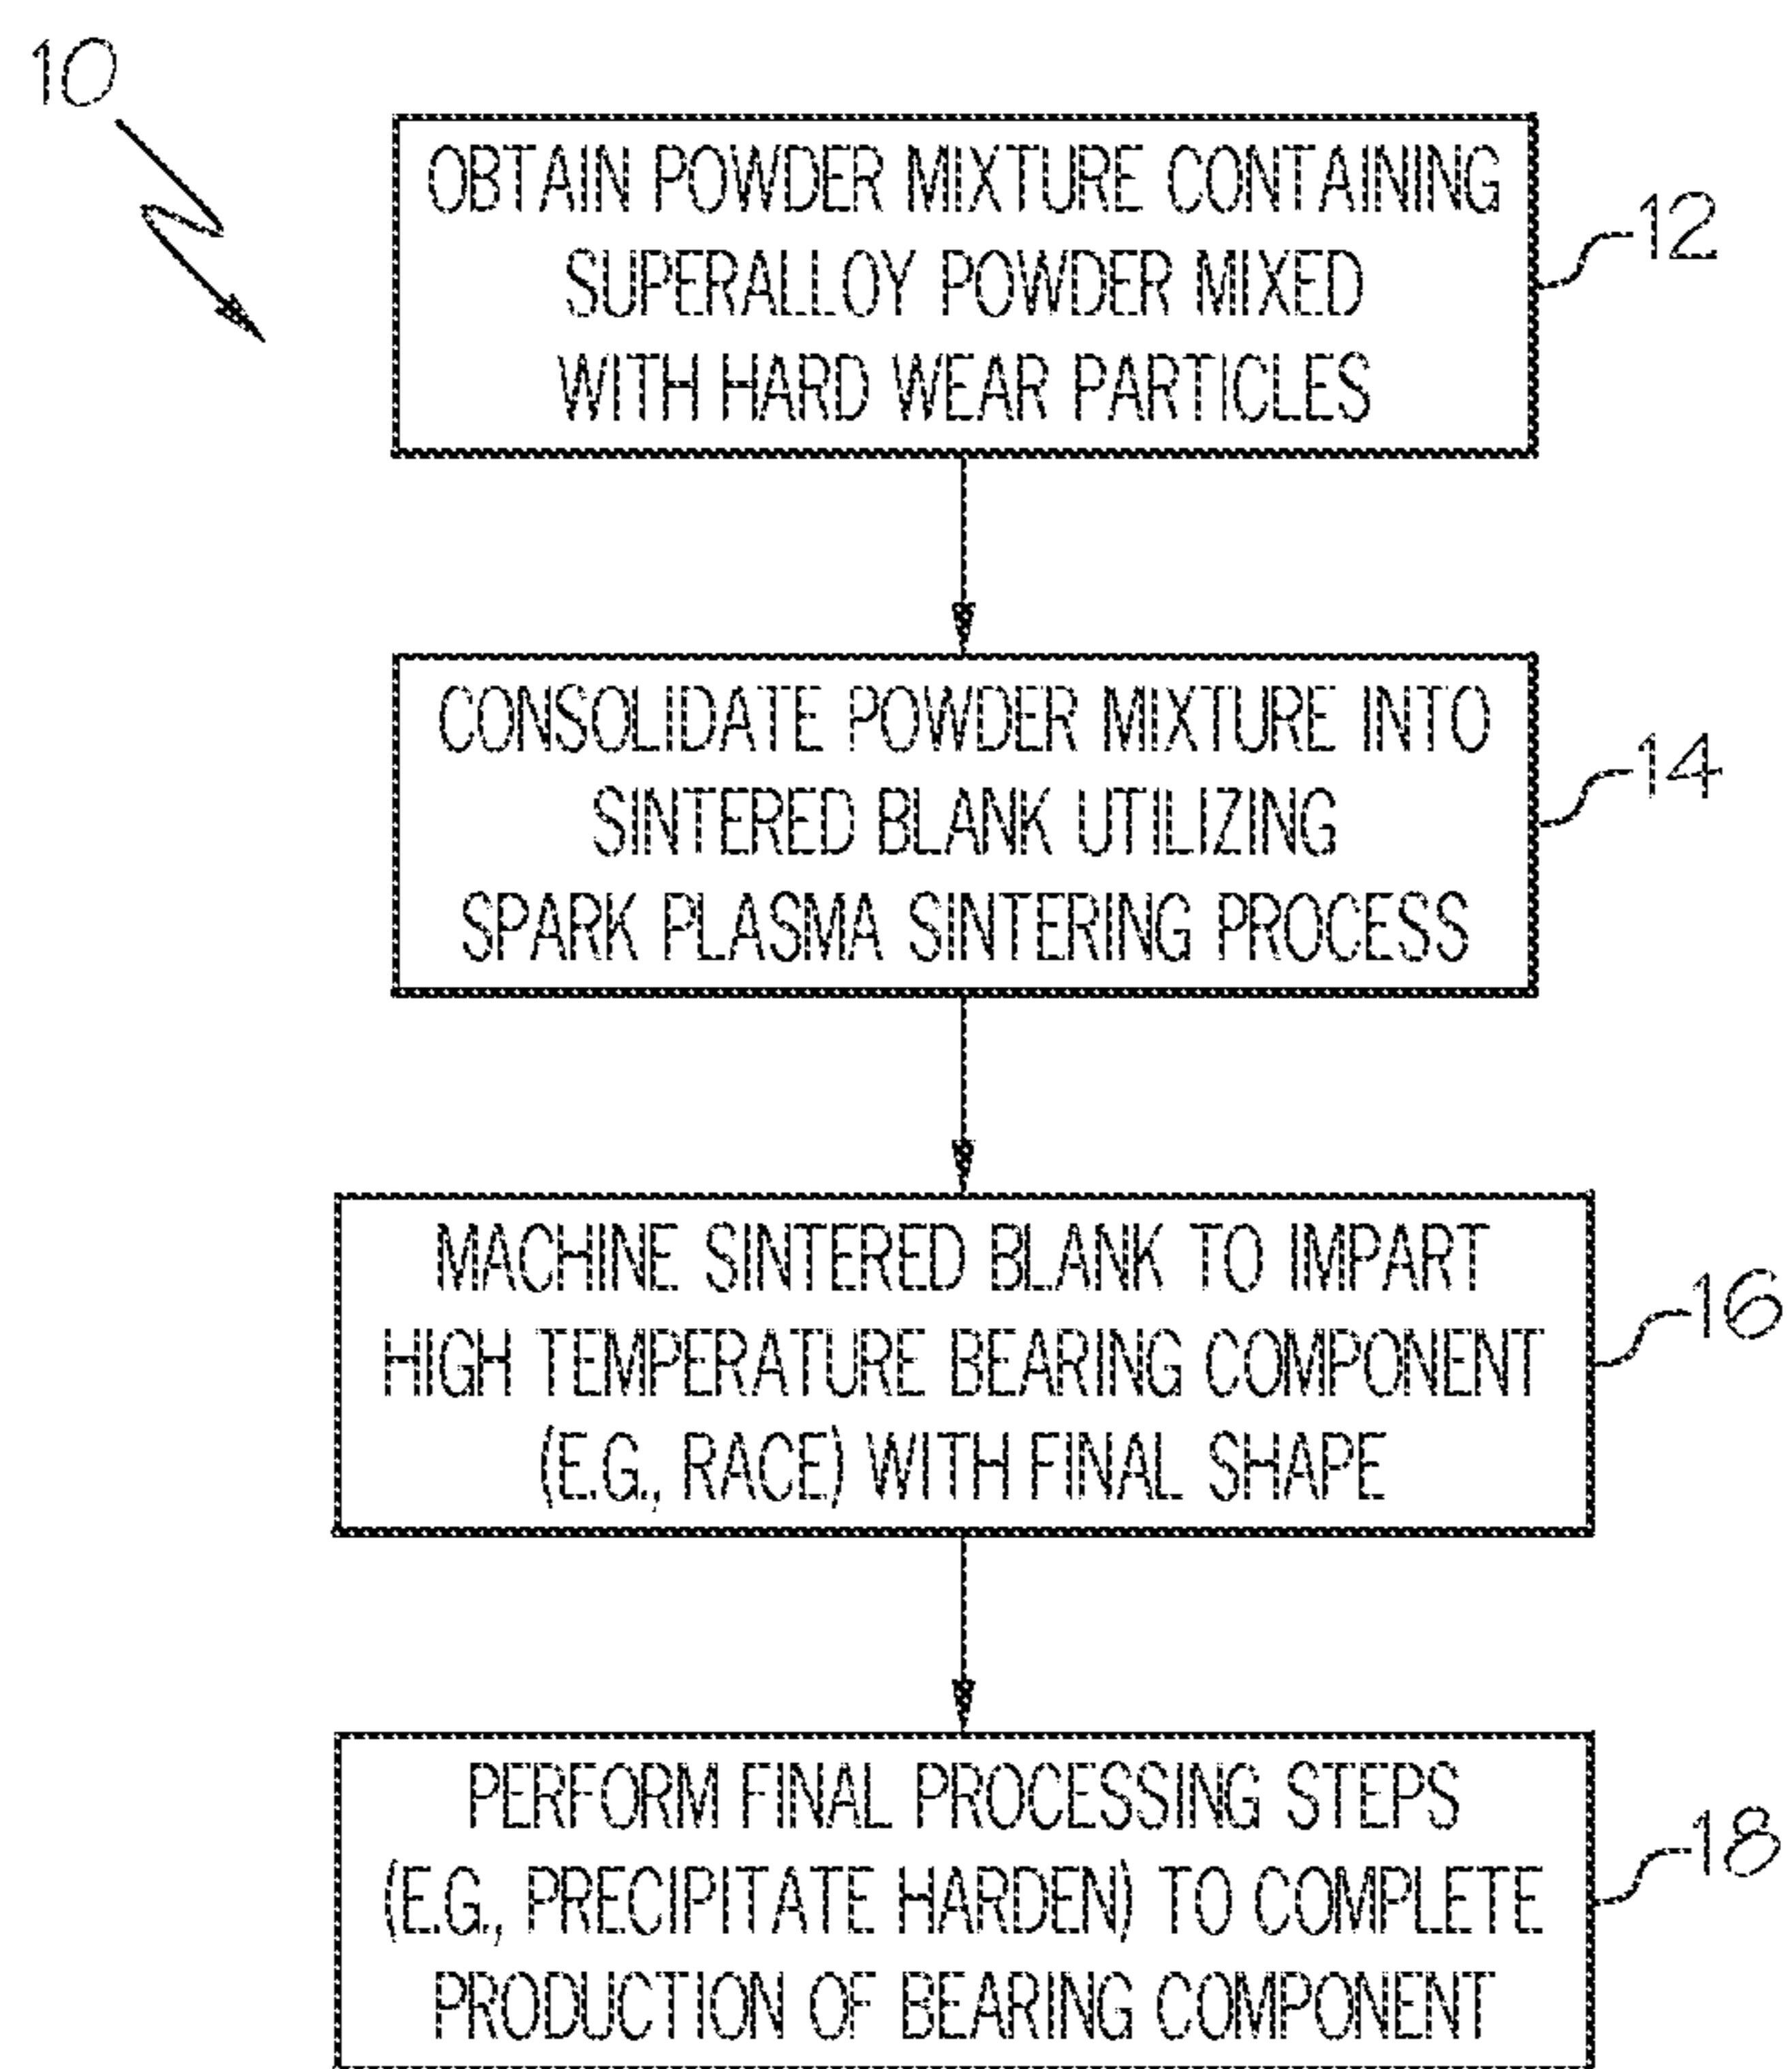 10
OBTAIN POWDER MIXTURE CONTAINING
SUPERALLOY POWDER MIXED
WITH HARD WEAR PARTICLES
12
CONSOLIDATE POWDER MIXTURE INTO
SINTERED BLANK UTILIZING
SPARK PLASMA SINTERING PROCESS
14
MACHINE SINTERED BLANK TO IMPART
HIGH TEMPERATURE BEARING COMPONENT
(E.G., RACE) WITH FINAL SHAPE
16
PERFORM FINAL PROCESSING STEPS
(E.G., PRECIPITATE HARDEN) TO COMPLETE
PRODUCTION OF BEARING COMPONENT
18